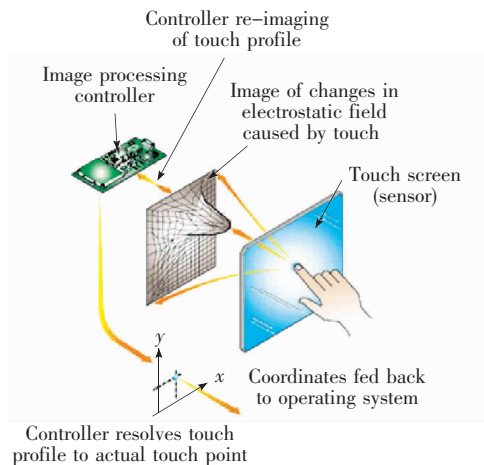 Controller re-imaging
of touch profile
Image processing
controller
Image of changes in
electrostatic field
caused by touch
Touch screen
(sensor)
y
x
Coordinates fed back
to operating system
Controller resolves touch
profile to actual touch point